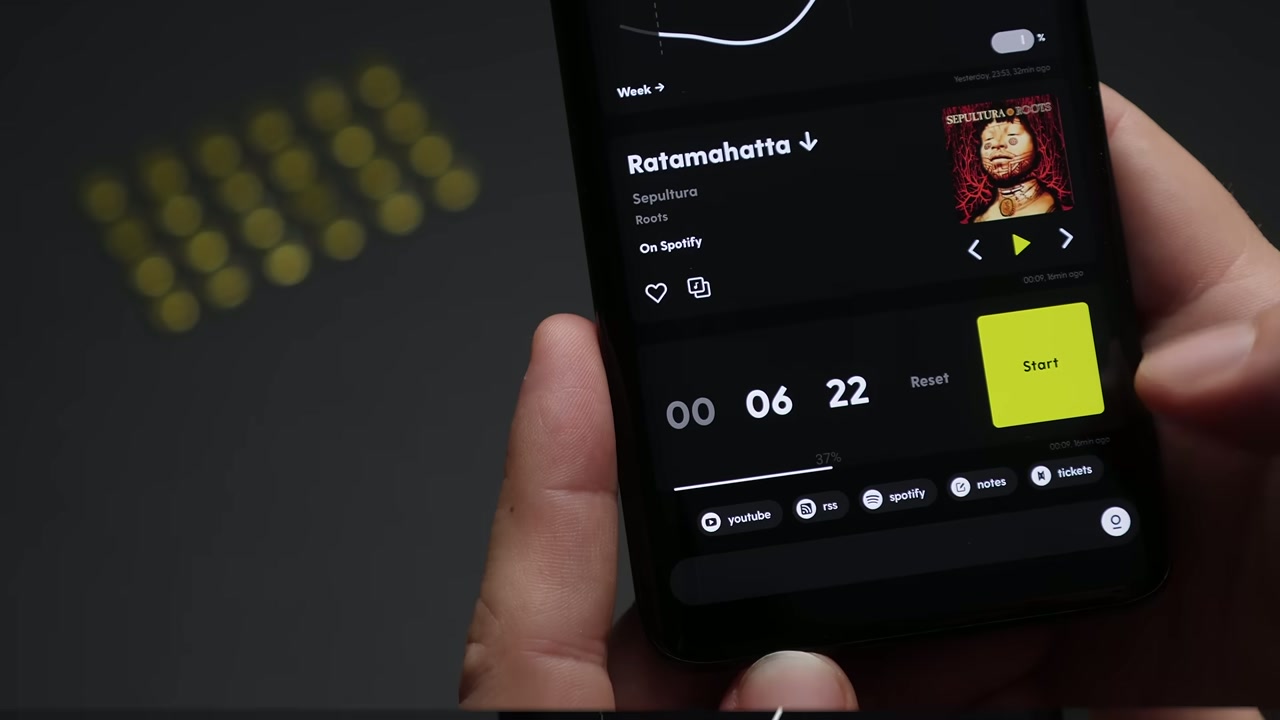 %
Week →
Yesterday, 23:53, 32min ago
SEPULTURA ROOTS
Ratamahatta ↓
Sepultura
Roots
On Spotify
00:09, 16min ago
00 06 22
Reset
Start
00:09, 16min ago
37%
youtube rss spotify notes tickets